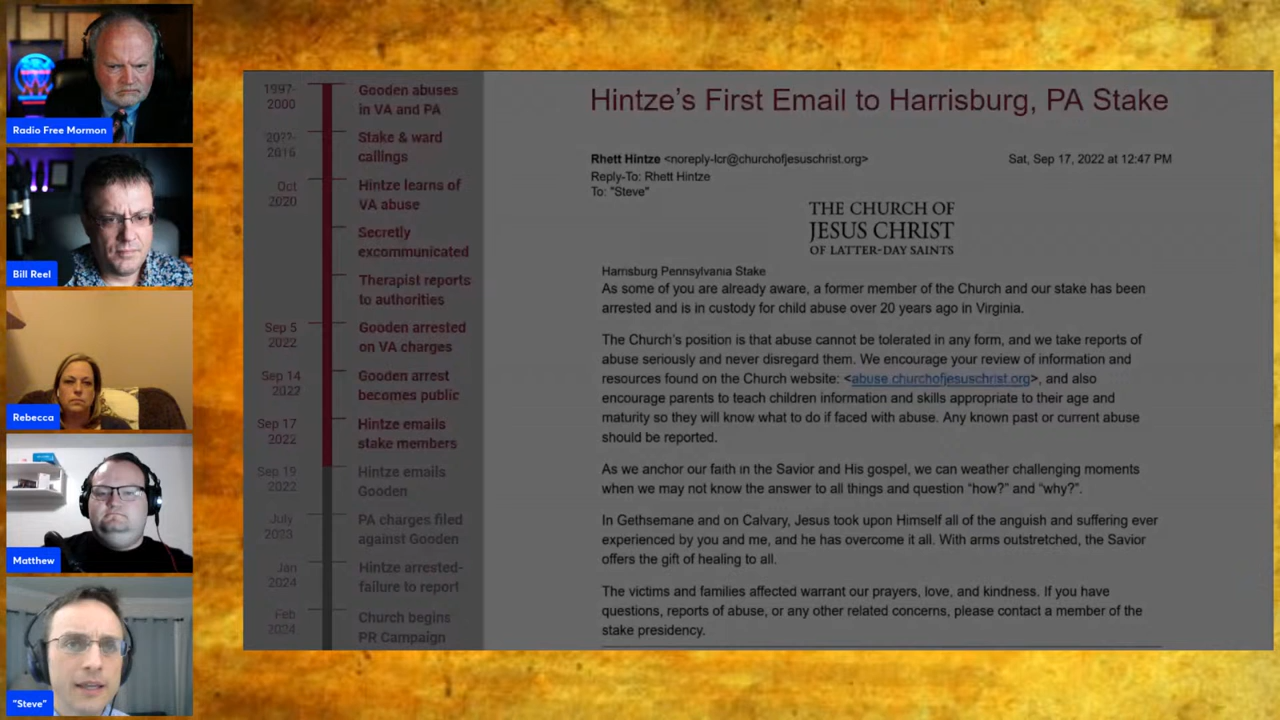 Radio Free Mormon
Bill Reel
Rebecca
Matthew
"Steve"
1997-
2000
Gooden abuses
in VA and PA
20??-
2016
Stake & ward
callings
Oct
2020
Hintze learns of
VA abuse
Secretly
excommunicated
Therapist reports
to authorities
Sep 5
2022
Gooden arrested
on VA charges
Sep 14
2022
Gooden arrest
becomes public
Sep 17
2022
Hintze emails
stake members
Sep 19
2022
Hintze emails
Gooden
July
2023
PA charges filed
against Gooden
Jan
2024
Hintze arrested-
failure to report
Feb
2024
Church begins
PR Campaign
Hintze's First Email to Harrisburg, PA Stake
Rhett Hintze <noreply-lcr@churchofjesuschrist.org> Sat, Sep 17, 2022 at 12:47 PM
Reply-To: Rhett Hintze
To: "Steve"
THE CHURCH OF
JESUS CHRIST
OF LATTER-DAY SAINTS
Harrisburg Pennsylvania Stake
As some of you are already aware, a former member of the Church and our stake has been
arrested and is in custody for child abuse over 20 years ago in Virginia.
The Church's position is that abuse cannot be tolerated in any form, and we take reports of
abuse seriously and never disregard them. We encourage your review of information and
resources found on the Church website: <abuse.churchofjesuschrist.org>, and also
encourage parents to teach children information and skills appropriate to their age and
maturity so they will know what to do if faced with abuse. Any known past or current abuse
should be reported.
As we anchor our faith in the Savior and His gospel, we can weather challenging moments
when we may not know the answer to all things and question "how?" and "why?".
In Gethsemane and on Calvary, Jesus took upon Himself all of the anguish and suffering ever
experienced by you and me, and he has overcome it all. With arms outstretched, the Savior
offers the gift of healing to all.
The victims and families affected warrant our prayers, love, and kindness. If you have
questions, reports of abuse, or any other related concerns, please contact a member of the
stake presidency.